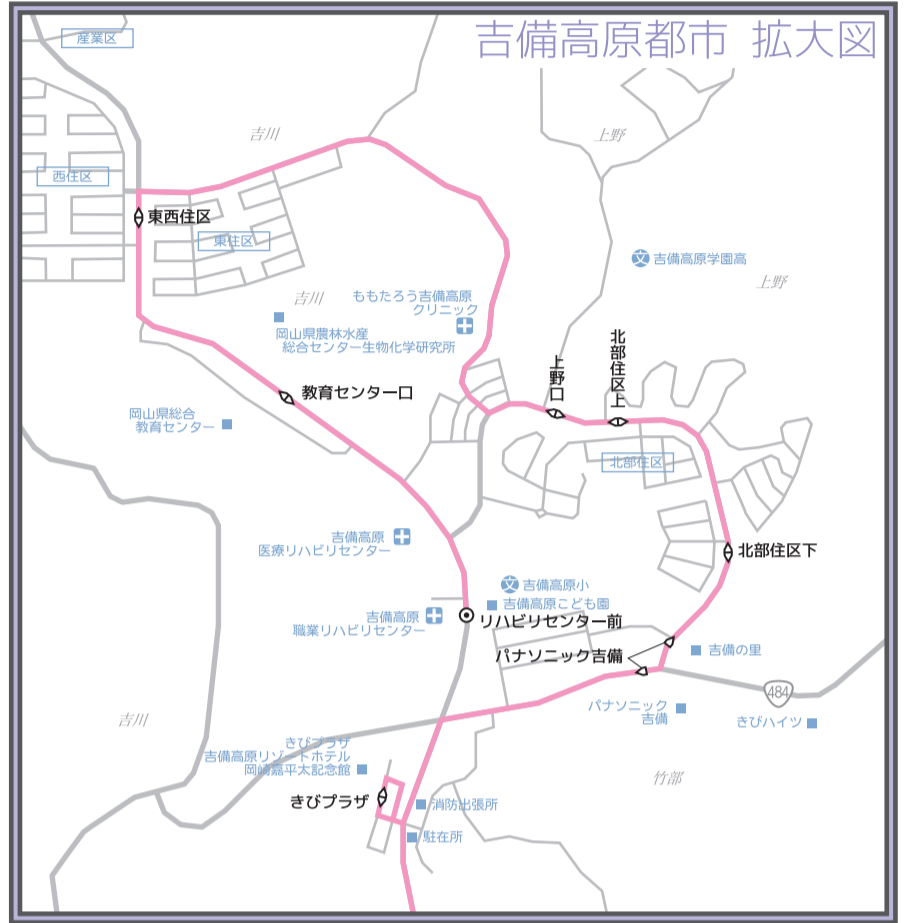 吉備高原都市 拡大図
産業区
吉川
上野
西住区
東西住区
東住区
吉備高原学園高
上野
吉川
ももたろう吉備高原
クリニック
岡山県農林水産
総合センター生物化学研究所
北部住区上
上野口
教育センター口
岡山県総合
教育センター
北部住区
吉備高原
医療リハビリセンター
北部住区下
吉備高原小
吉備高原こども園
吉備高原
職業リハビリセンター
リハビリセンター前
パナソニック吉備
吉備の里
484
パナソニック
吉備
きびハイツ
吉川
きびプラザ
吉備高原リゾートホテル
岡崎嘉平太記念館
竹部
きびプラザ
消防出張所
駐在所